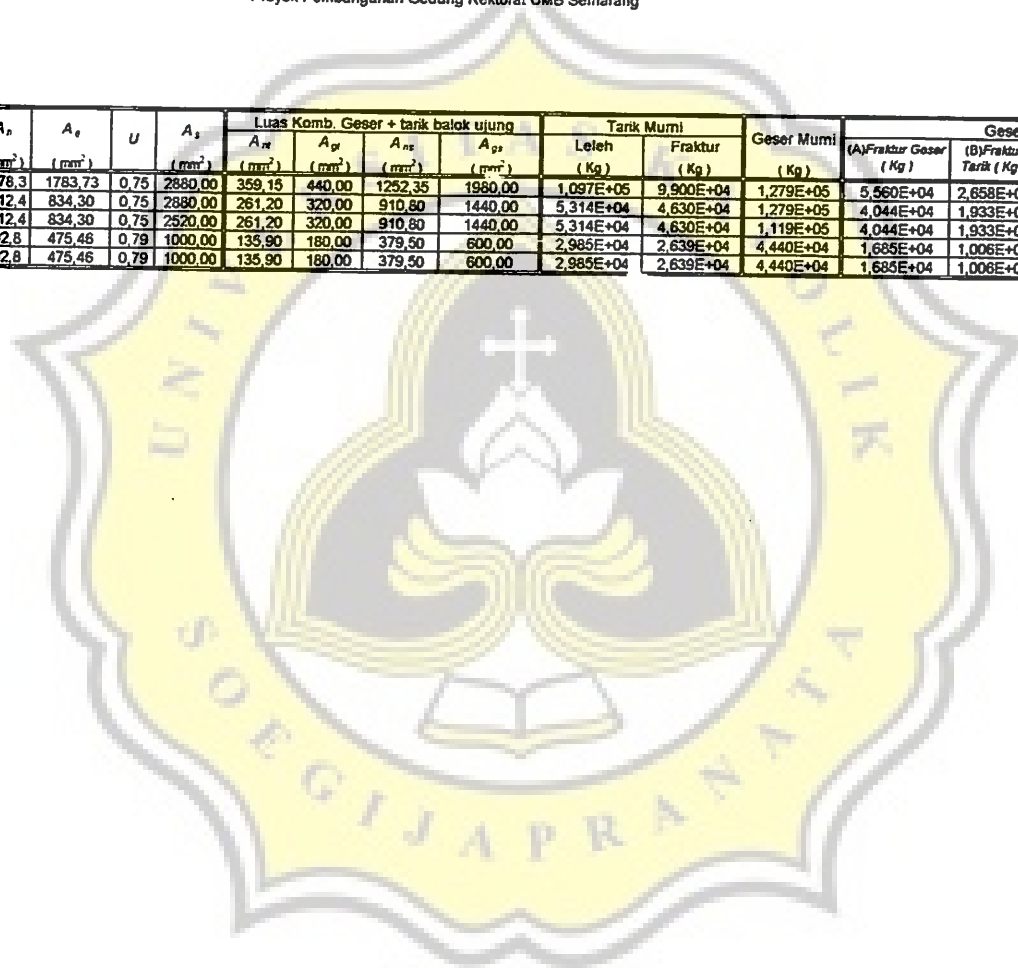 Proyek Pembangunan Gedung Rektorat UMB Semarang
Luas Komb. Geser + tarik balok ujung Tarik Murni Geser Murni Gese
A_n A_e U A_s A_nt A_gt A_ns A_gs Leleh Fraktur (A)Fraktur Geser (B)Fraktur
(mm²) (mm²) (mm²) (mm²) (mm²) (mm²) (mm²) (Kg) (Kg) (Kg) (Kg) Tarik (Kg
78,3 1783,73 0,75 2880,00 359,15 440,00 1252,35 1980,00 1,097E+05 9,900E+04 1,279E+05 5,560E+04 2,658E+0
12,4 834,30 0,75 2880,00 261,20 320,00 910,80 1440,00 5,314E+04 4,630E+04 1,279E+05 4,044E+04 1,933E+0
12,4 834,30 0,75 2520,00 261,20 320,00 910,80 1440,00 5,314E+04 4,630E+04 1,119E+05 4,044E+04 1,933E+0
2,8 475,46 0,79 1000,00 135,90 180,00 379,50 600,00 2,985E+04 2,639E+04 4,440E+04 1,685E+04 1,006E+0
2,8 475,46 0,79 1000,00 135,90 180,00 379,50 600,00 2,985E+04 2,639E+04 4,440E+04 1,685E+04 1,006E+0
SOEGIJAPRANATA